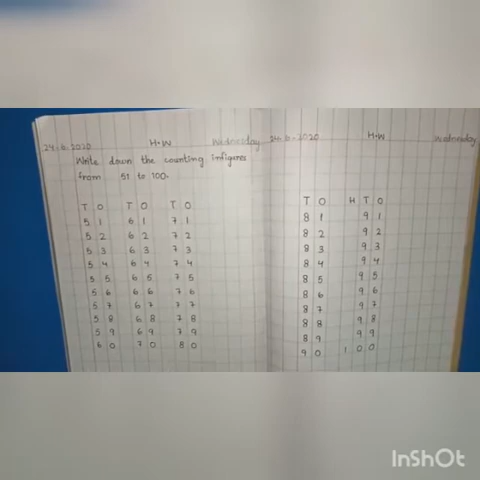 24.6.2020 H.W Wednesday
Write down the counting infigures
from 51 to 100.
T O T O T O
5 1 6 1 7 1
5 2 6 2 7 2
5 3 6 3 7 3
5 4 6 4 7 4
5 5 6 5 7 5
5 6 6 6 7 6
5 7 6 7 7 7
5 8 6 8 7 8
5 9 6 9 7 9
6 0 7 0 8 0
24.6.2020 H.W Wednesday
T O H T O
8 1 9 1
8 2 9 2
8 3 9 3
8 4 9 4
8 5 9 5
8 6 9 6
8 7 9 7
8 8 9 8
8 9 9 9
9 0 1 0 0
InShOt